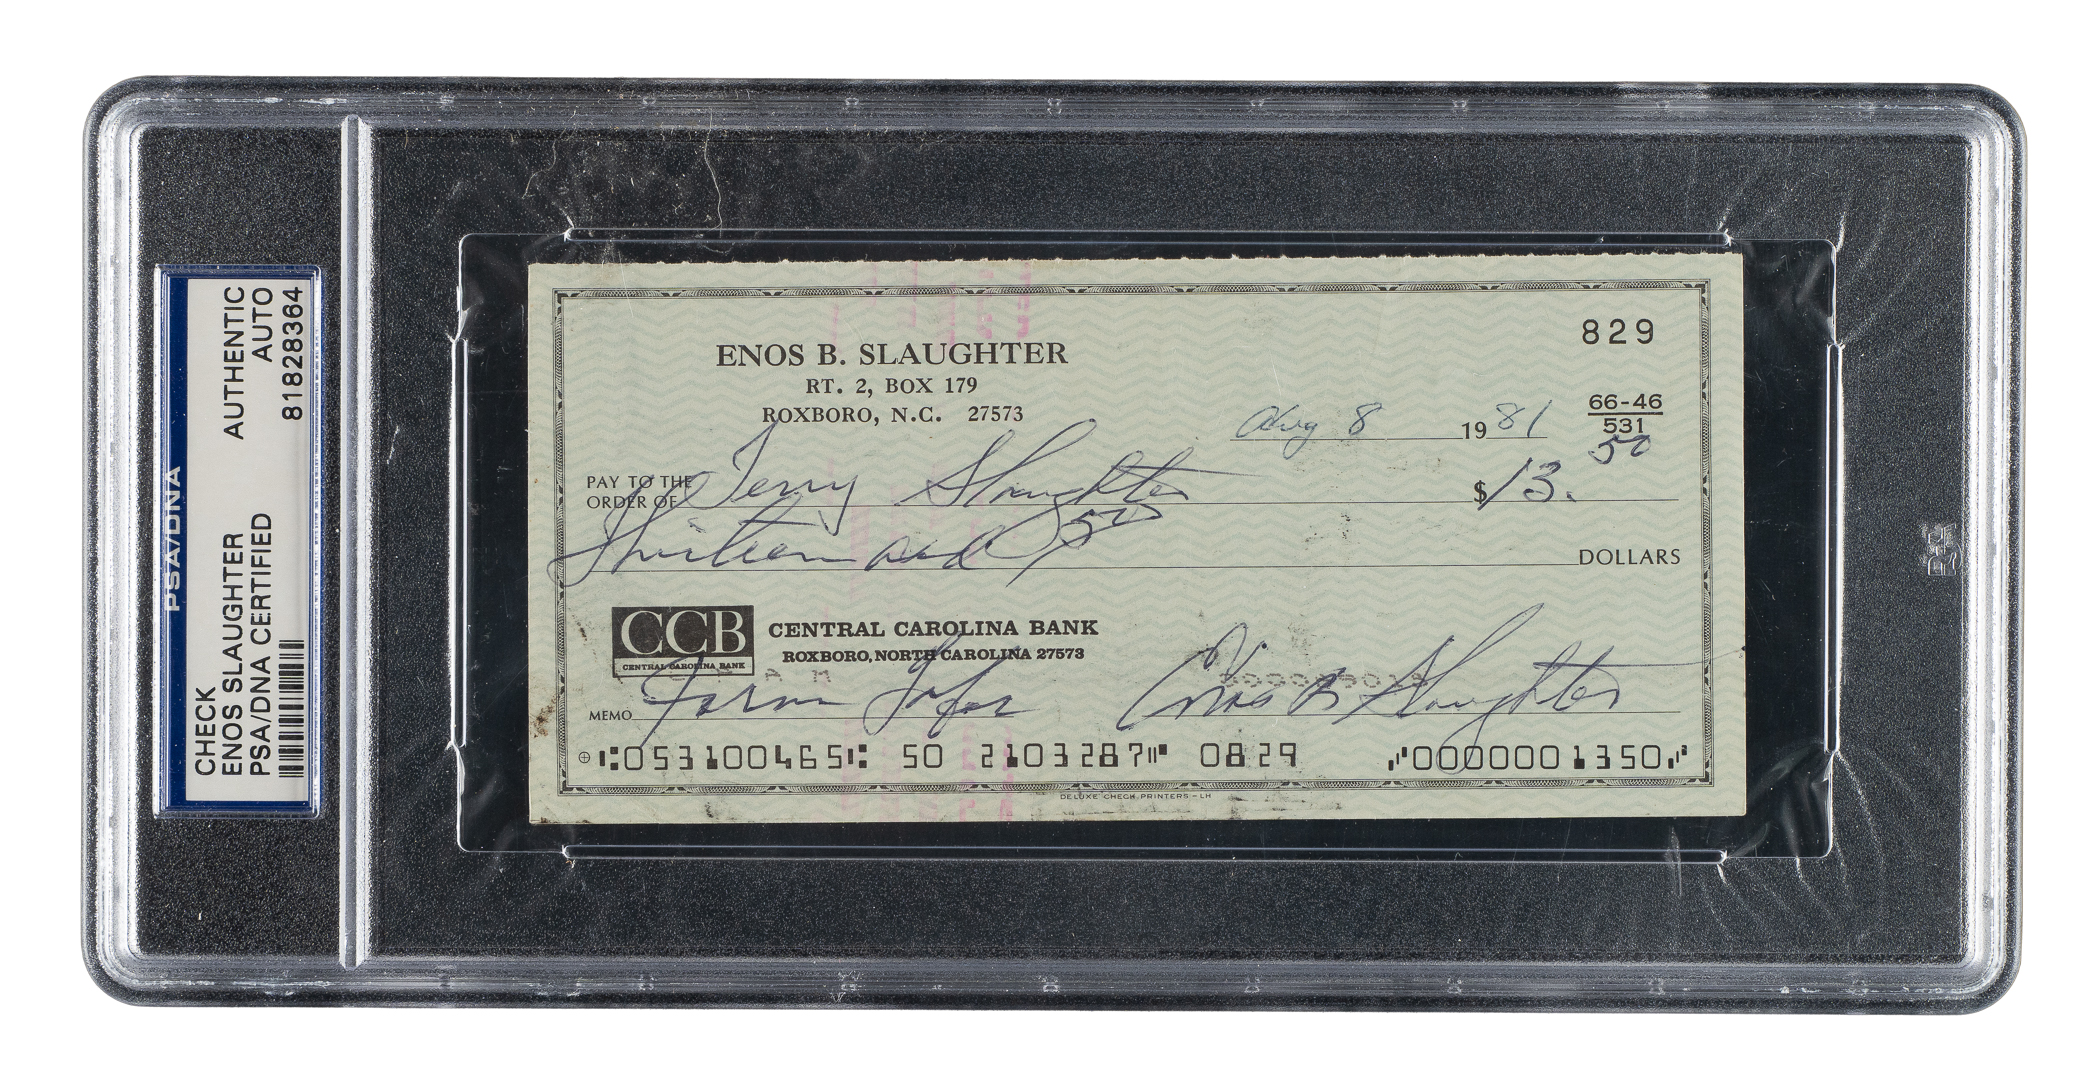 PSA/DNA
CHECK AUTHENTIC
ENOS SLAUGHTER AUTO
PSA/DNA CERTIFIED 81828364
829
ENOS B. SLAUGHTER
RT. 2, BOX 179
ROXBORO, N.C. 27573
Aug 8 1981
66-46
531
PAY TO THE
ORDER OF Terry Slaughter $13. 50
Thirteen and 50 DOLLARS
CCB
CENTRAL CAROLINA BANK
CENTRAL CAROLINA BANK
ROXBORO, NORTH CAROLINA 27573
MEMO Farm Enos B Slaughter
⑆053100465⑆ 50 2103287⑈ 0829 ⑇0000001350⑇
DELUXE CHECK PRINTERS - LH
PSA